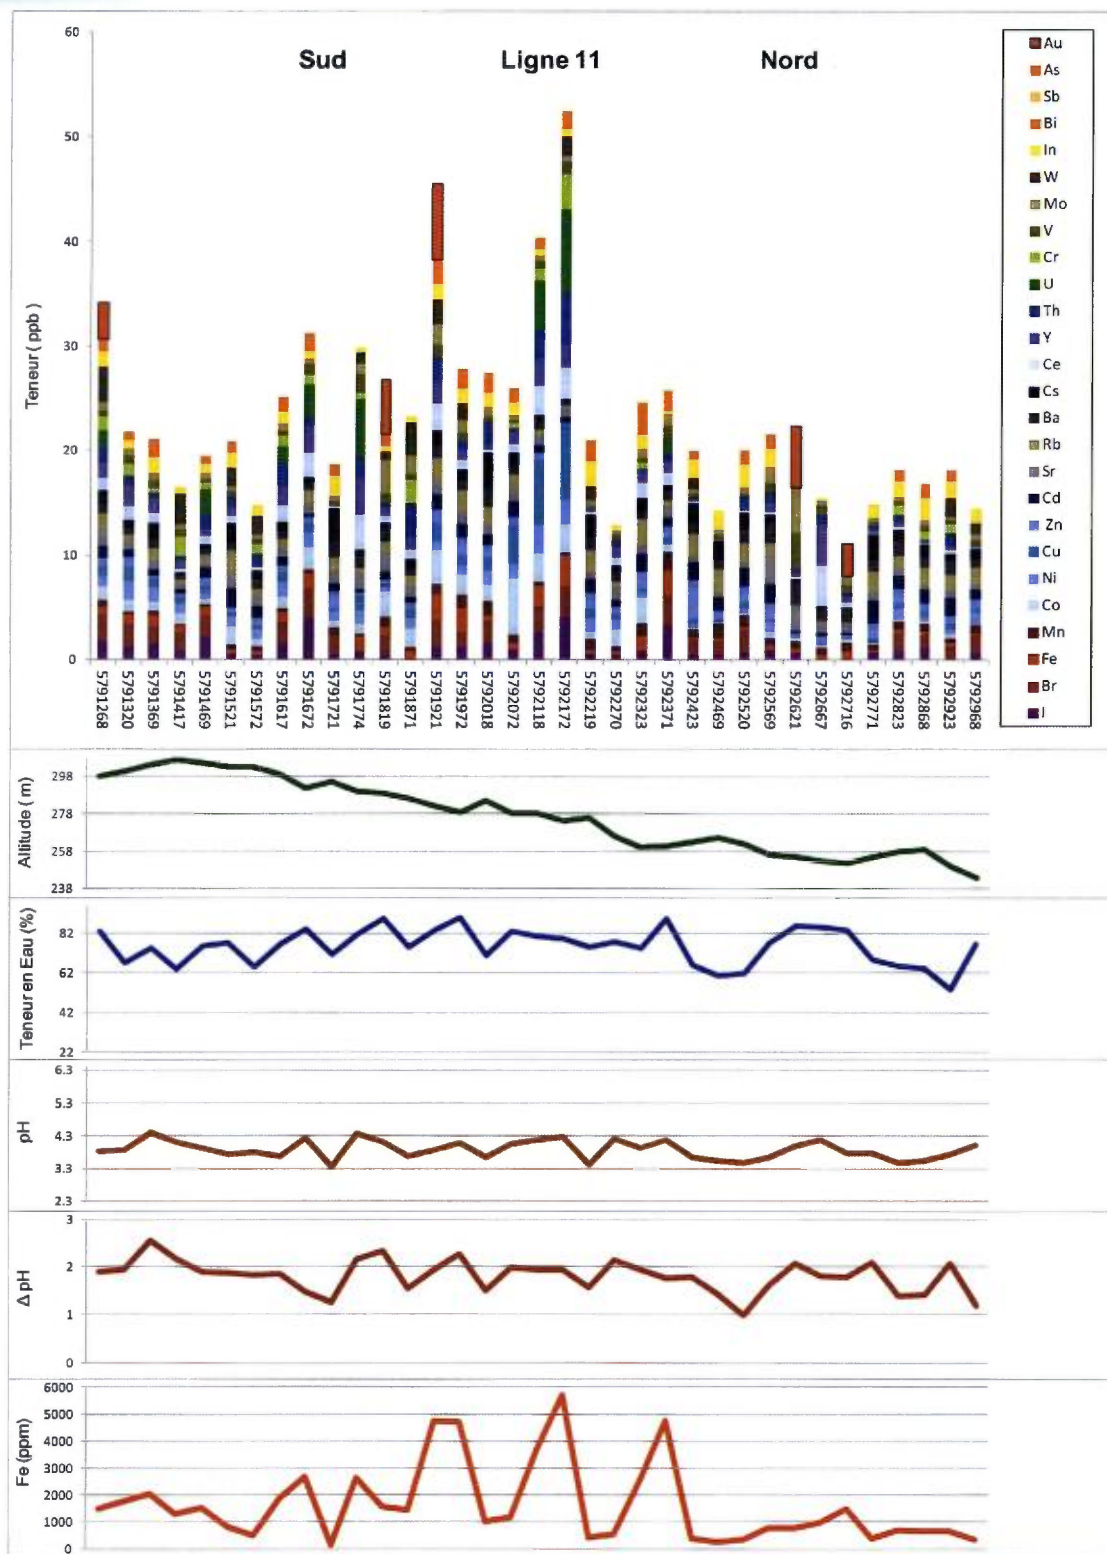 Sud Ligne 11 Nord
Teneur ( ppb )
60
50
40
30
20
10
0
Au
As
Sb
Bi
In
W
Mo
V
Cr
U
Th
Y
Ce
Cs
Ba
Rb
Sr
Cd
Zn
Cu
Ni
Co
Mn
Fe
Br
I
5791268
5791320
5791369
5791417
5791469
5791521
5791572
5791617
5791672
5791721
5791774
5791819
5791871
5791921
5791972
5792018
5792072
5792118
5792172
5792219
5792270
5792323
5792371
5792423
5792469
5792520
5792569
5792621
5792667
5792716
5792771
5792823
5792868
5792923
5792968
Altitude ( m)
298
278
258
238
Teneur en Eau (%)
82
62
42
22
pH
6.3
5.3
4.3
3.3
2.3
Δ pH
3
2
1
0
Fe (ppm)
6000
5000
4000
3000
2000
1000
0